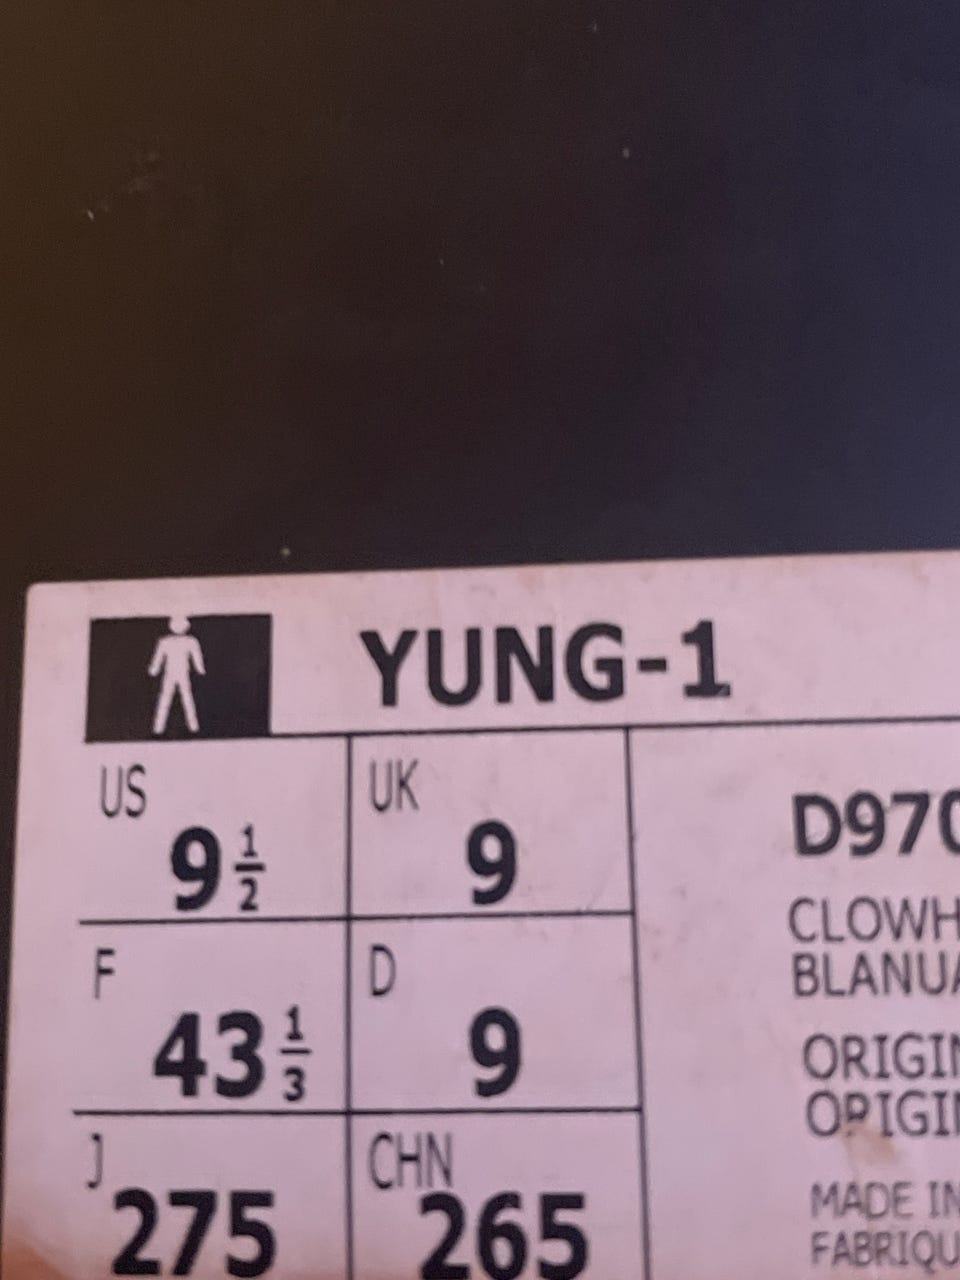 YUNG-1
US UK
9 1/2 9
F D
43 1/3 9
J CHN
275 265
D970
CLOWH
BLANUA
ORIGIN
ORIGIN
MADE IN
FABRIQU